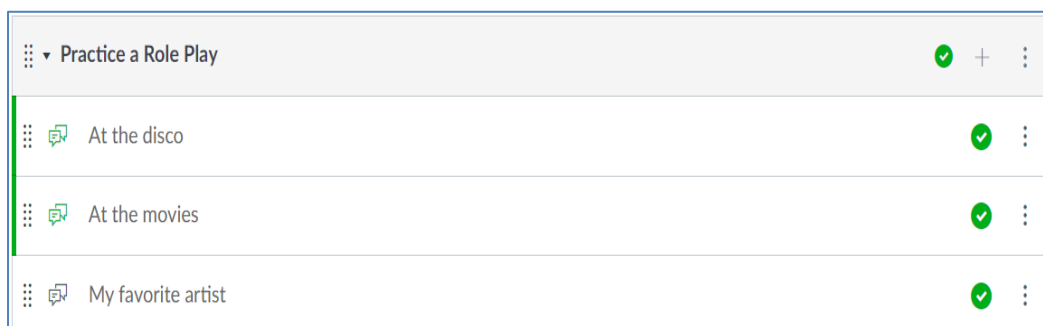 Practice a Role Play
At the disco
At the movies
My favorite artist